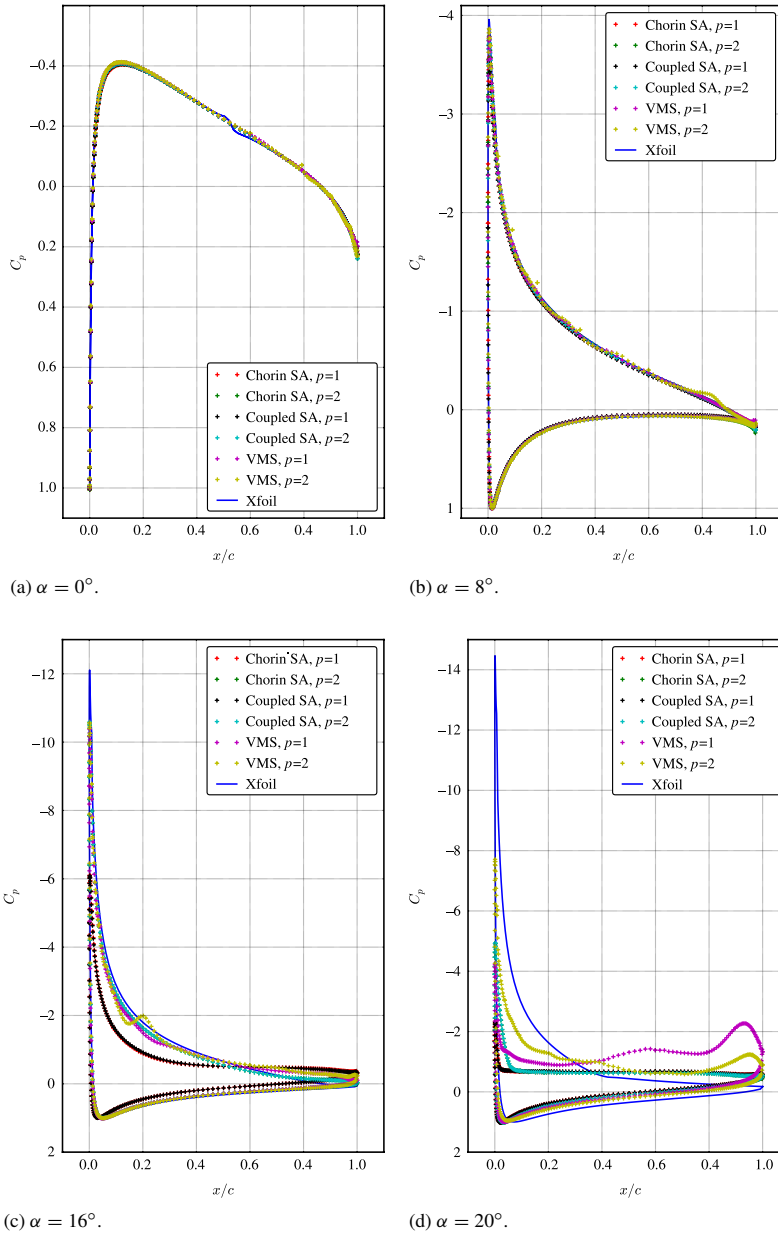 −0.4
−0.2
0.0
0.2
0.4
0.6
0.8
1.0
C_p
0.0 0.2 0.4 0.6 0.8 1.0
x/c
Chorin SA, p=1
Chorin SA, p=2
Coupled SA, p=1
Coupled SA, p=2
VMS, p=1
VMS, p=2
Xfoil
(a) α = 0°.
−4
−3
−2
−1
0
1
C_p
0.0 0.2 0.4 0.6 0.8 1.0
x/c
Chorin SA, p=1
Chorin SA, p=2
Coupled SA, p=1
Coupled SA, p=2
VMS, p=1
VMS, p=2
Xfoil
(b) α = 8°.
−12
−10
−8
−6
−4
−2
0
2
C_p
0.0 0.2 0.4 0.6 0.8 1.0
x/c
Chorin SA, p=1
Chorin SA, p=2
Coupled SA, p=1
Coupled SA, p=2
VMS, p=1
VMS, p=2
Xfoil
(c) α = 16°.
−14
−12
−14
−8
−6
−4
−2
0
2
C_p
0.0 0.2 0.4 0.6 0.8 1.0
x/c
Chorin SA, p=1
Chorin SA, p=2
Coupled SA, p=1
Coupled SA, p=2
VMS, p=1
VMS, p=2
Xfoil
(d) α = 20°.